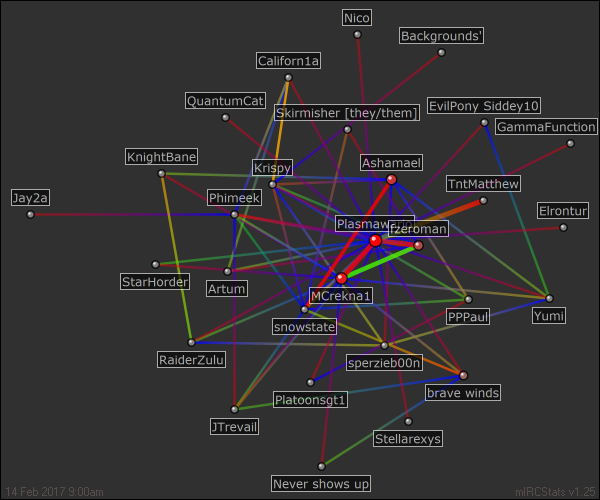 Nico
Backgrounds'
Californ1a
QuantumCat
Skirmisher [they/them]
EvilPony Siddey10
GammaFunction
KnightBane
Krispy
Ashamael
TntMatthew
Jay2a
Phimeek
Elrontur
rzeroman
StarHorder
Artum
MCrekna1
snowstate
PPPaul
Yumi
RaiderZulu
sperzieb00n
Platoonsgt1
brave winds
JTrevail
Stellarexys
Never shows up
14 Feb 2017 9:00am
mIRCStats v1.25